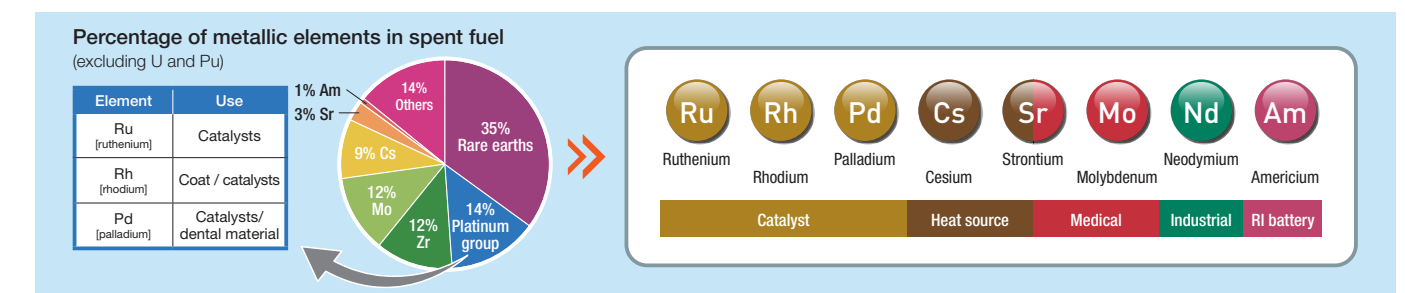 Percentage of metallic elements in spent fuel
(excluding U and Pu)
Element Use
Ru
[ruthenium]
Catalysts
Rh
[rhodium]
Coat / catalysts
Pd
[palladium]
Catalysts/
dental material
1% Am
3% Sr
14%
Others
35%
Rare earths
9% Cs
12%
Mo
12%
Zr
14%
Platinum
group
Ru Rh Pd Cs Sr Mo Nd Am
Ruthenium Palladium Strontium Neodymium
Rhodium Cesium Molybdenum Americium
Catalyst Heat source Medical Industrial RI battery